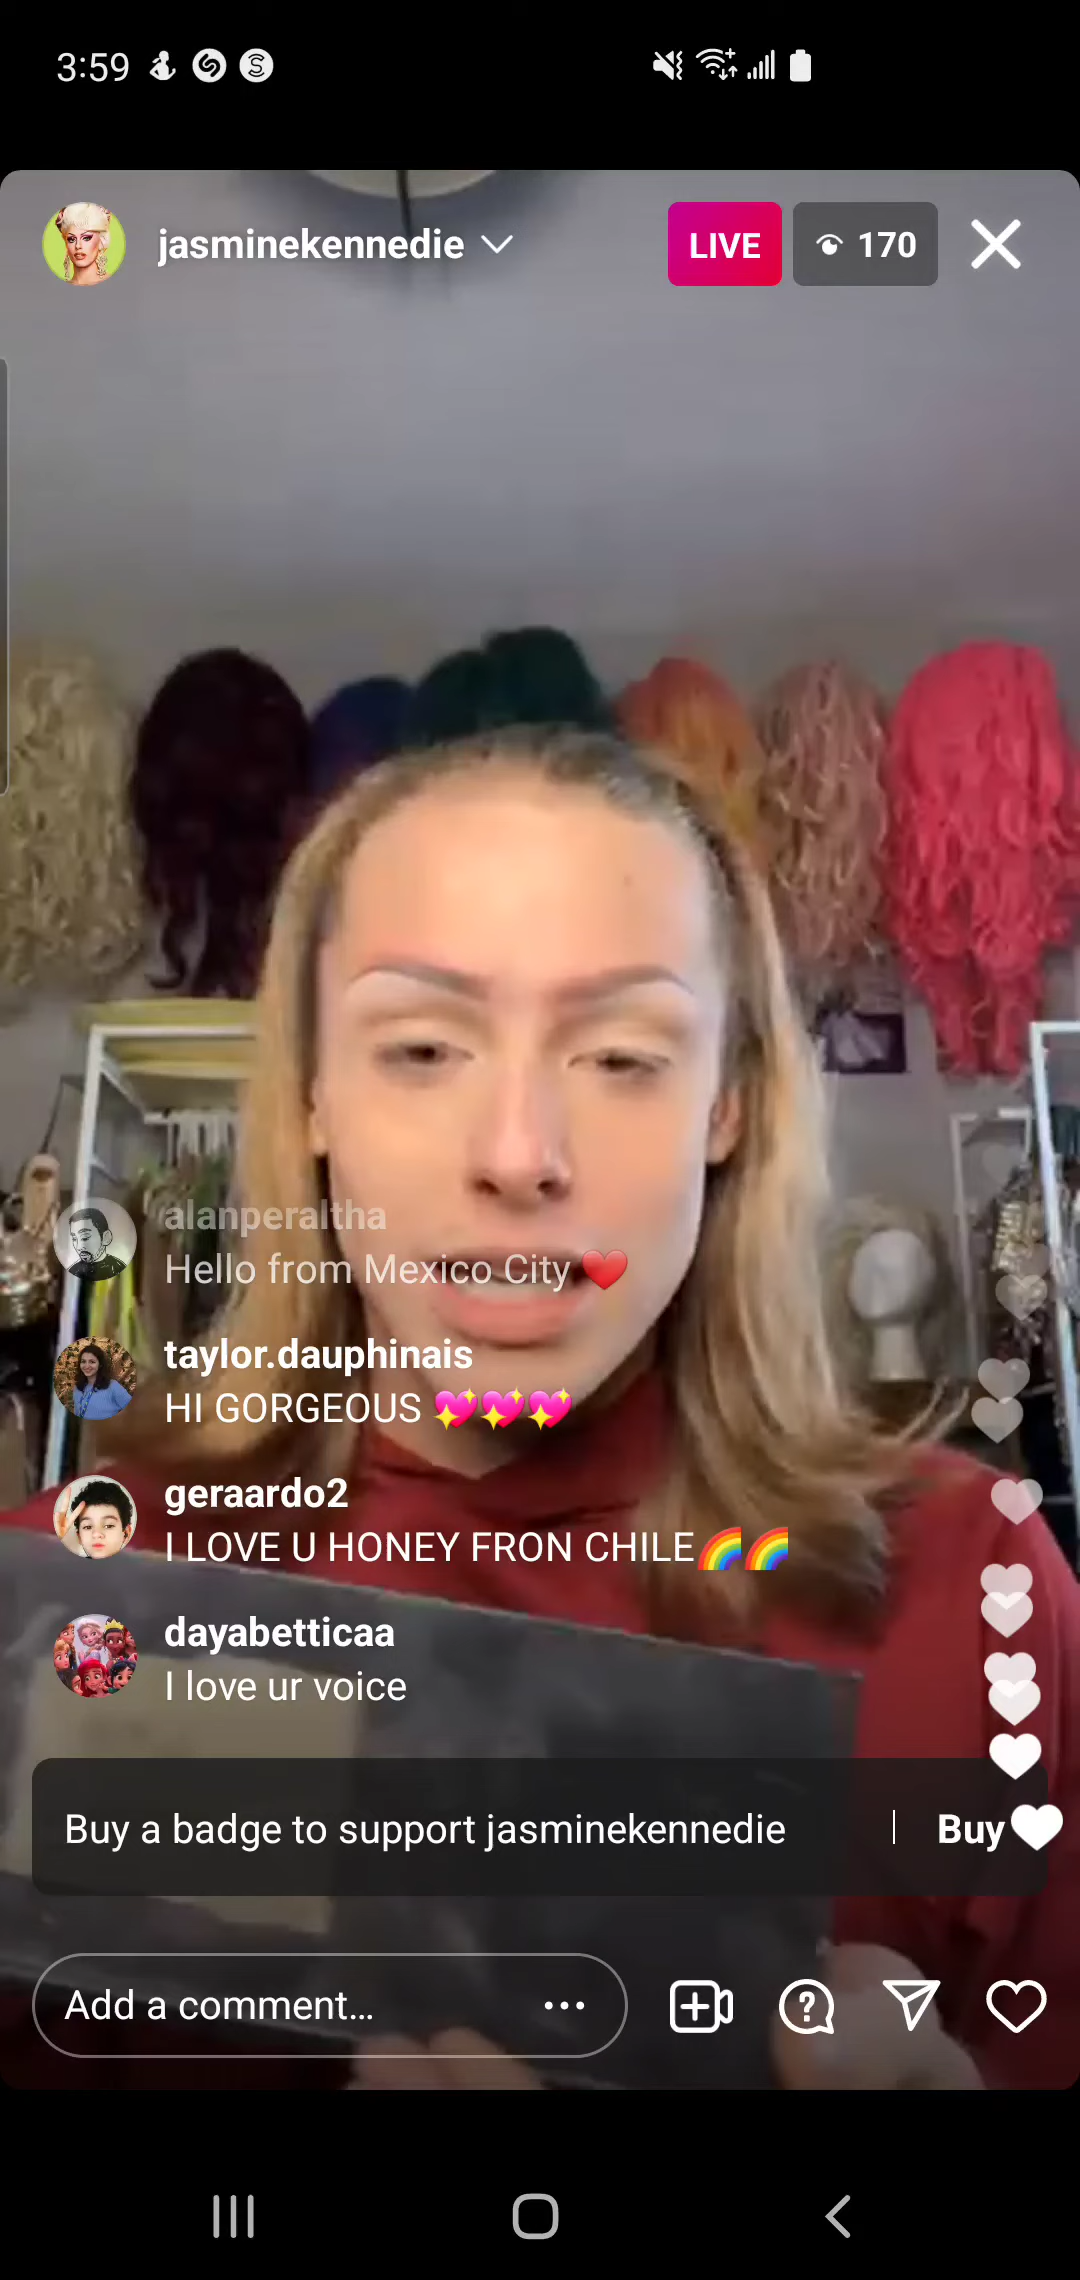 3:59
jasminekennedie
LIVE
170
alanperaltha
Hello from Mexico City ❤️
taylor.dauphinais
HI GORGEOUS 💖💖💖
geraardo2
I LOVE U HONEY FRON CHILE🌈🌈
dayabetticaa
I love ur voice
Buy a badge to support jasminekennedie | Buy
Add a comment...